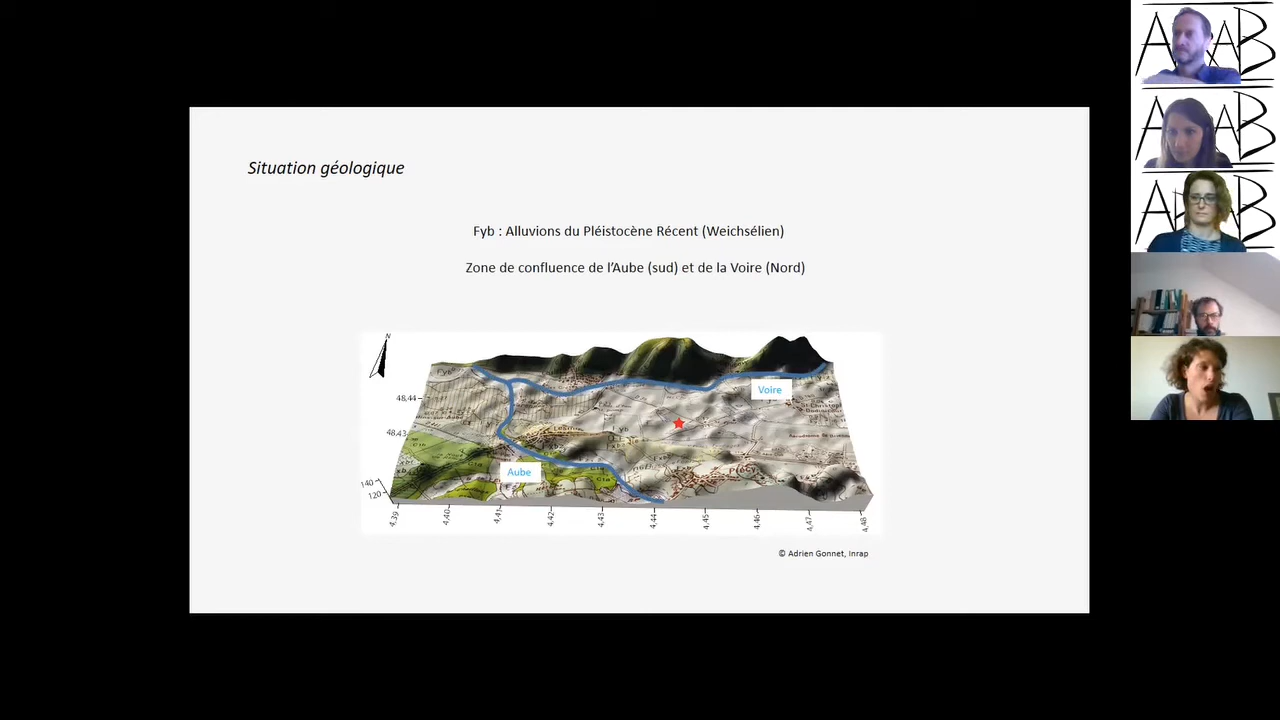 Situation géologique
Fyb : Alluvions du Pléistocène Récent (Weichsélien)
Zone de confluence de l’Aube (sud) et de la Voire (Nord)
N
Fyb
Voire
48,44
48,43
Fyb
Aube
140
120
4,39
4,40
4,41
4,42
4,43
4,44
4,45
4,46
4,47
4,48
© Adrien Gonnet, Inrap